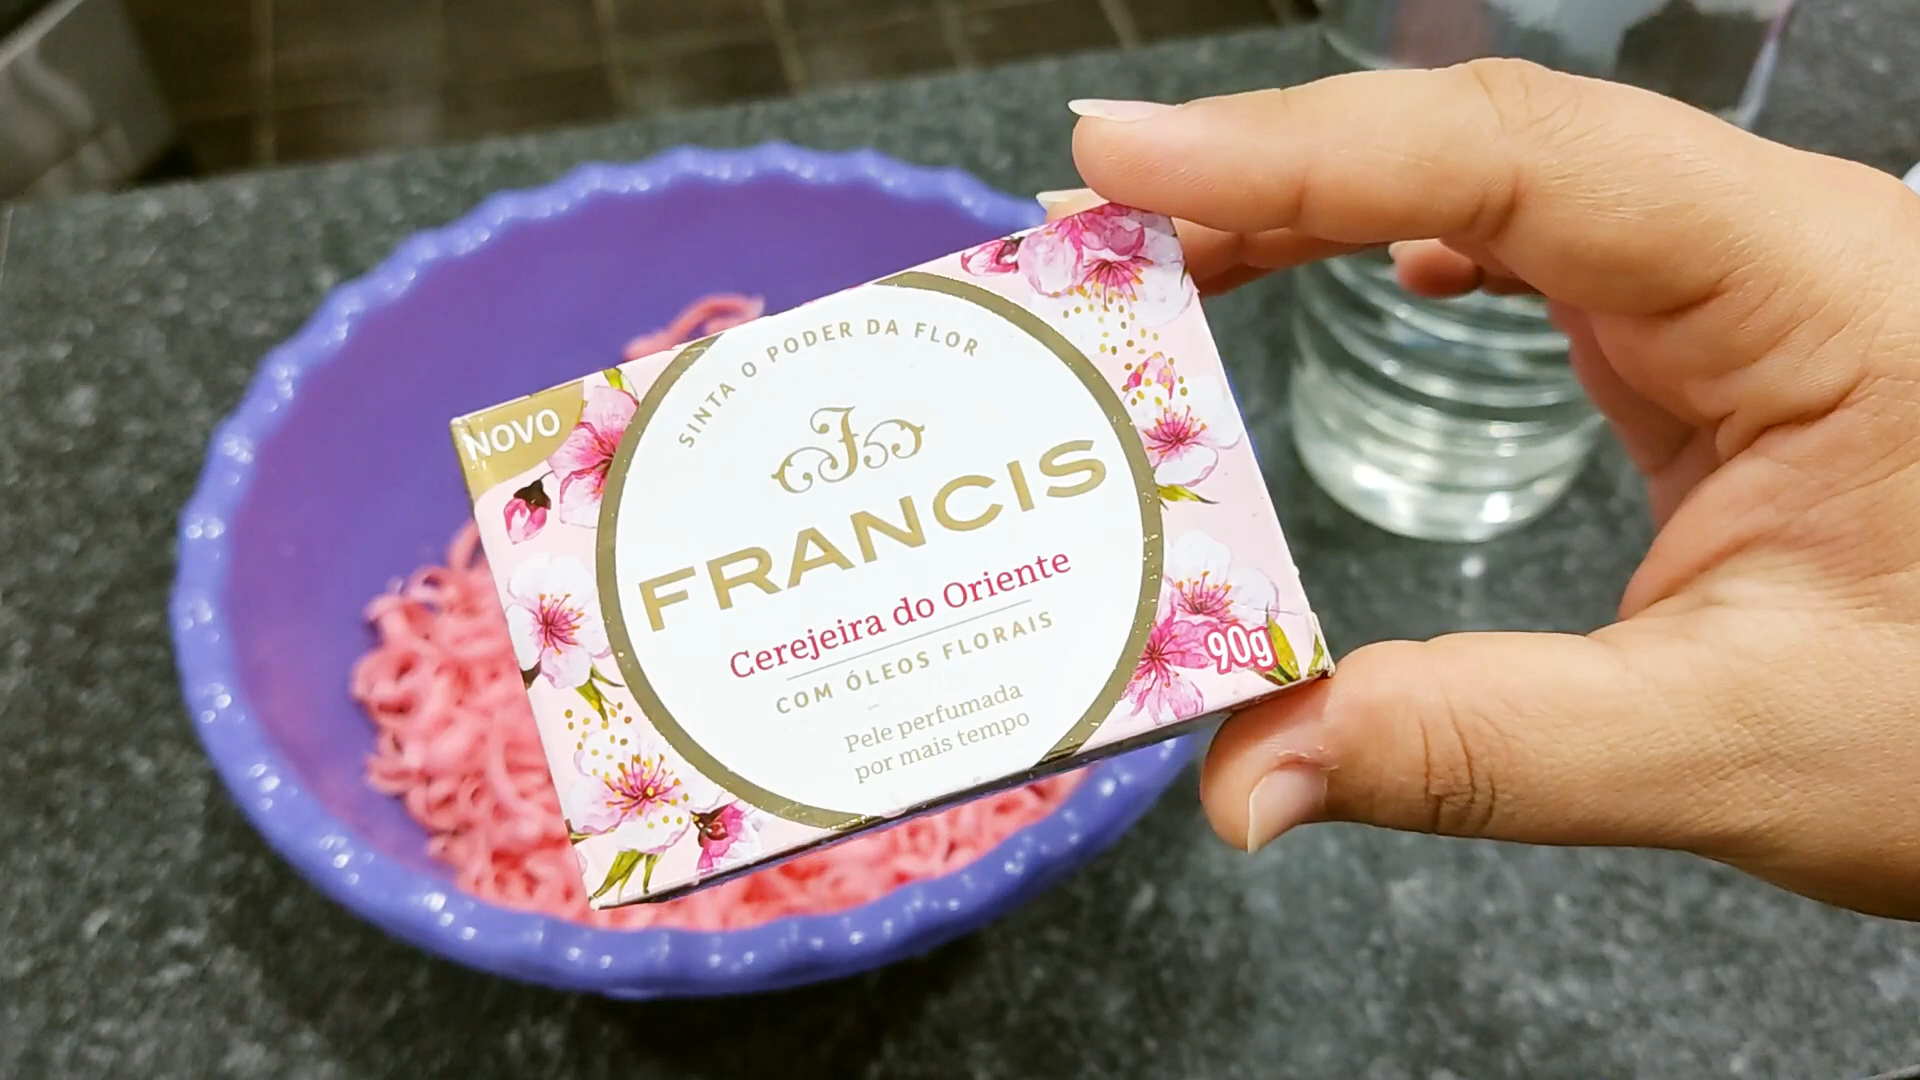 NOVO
SINTA O PODER DA FLOR
FRANCIS
Cerejeira do Oriente
COM ÓLEOS FLORAIS
Pele perfumada
por mais tempo
90g